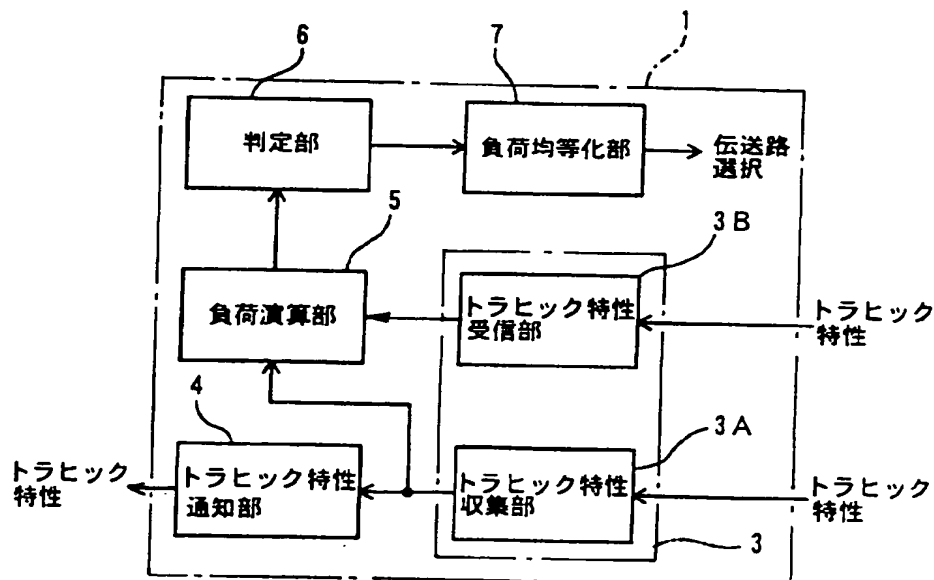 6
7
1
判定部
負荷均等化部
伝送路
選択
5
3B
負荷演算部
トラヒック特性
受信部
トラヒック
特性
4
3A
トラヒック
特性
トラヒック特性
通知部
トラヒック特性
収集部
トラヒック
特性
3